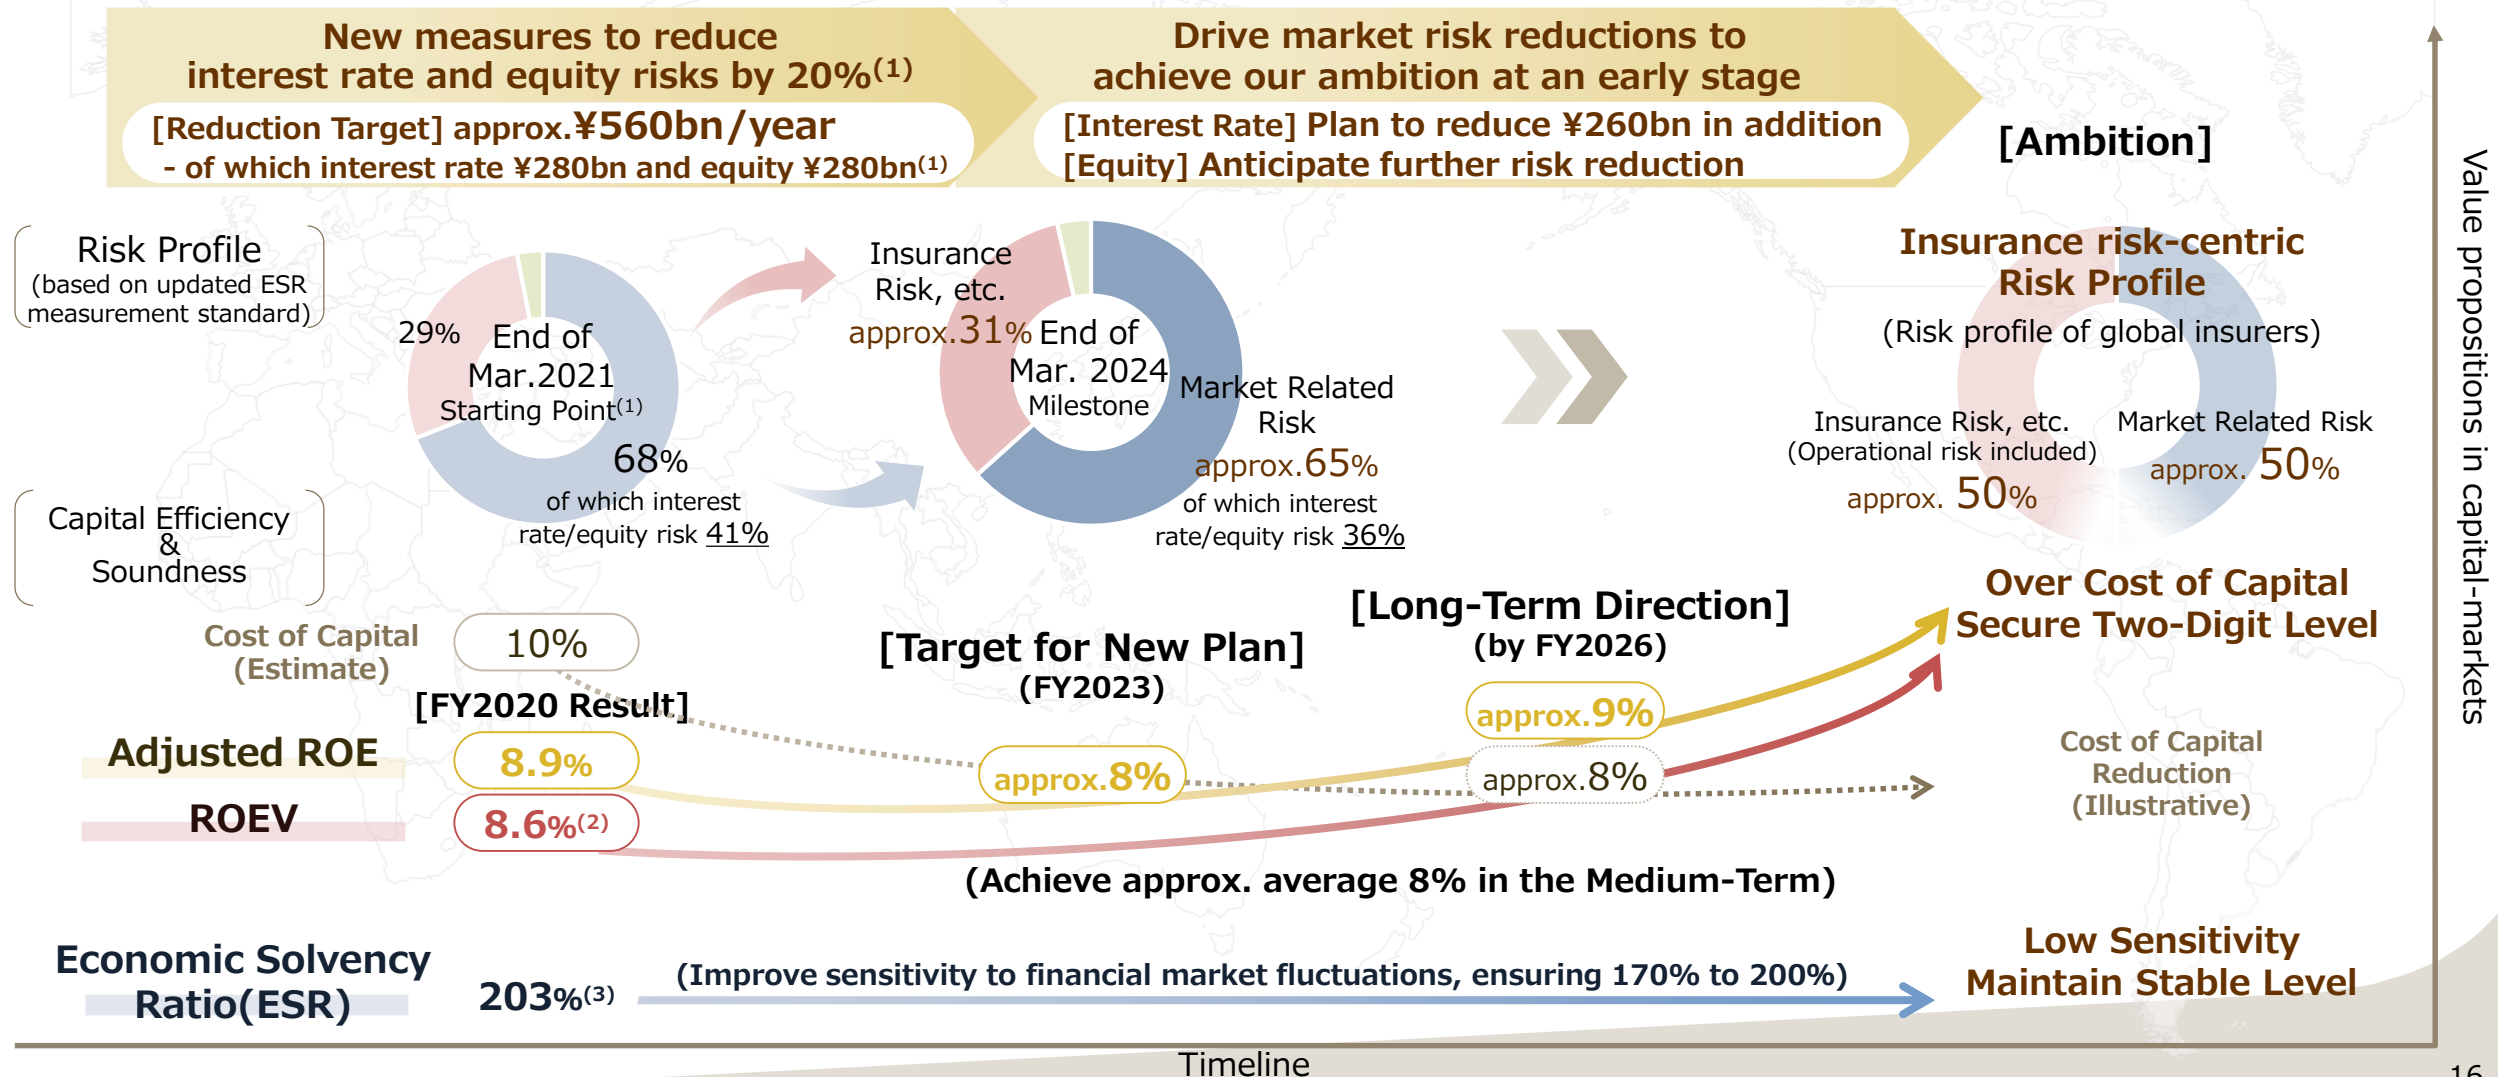 New measures to reduce
interest rate and equity risks by 20%(1)
[Reduction Target] approx.¥560bn/year
- of which interest rate ¥280bn and equity ¥280bn(1)
Drive market risk reductions to
achieve our ambition at an early stage
[Interest Rate] Plan to reduce ¥260bn in addition
[Equity] Anticipate further risk reduction
[Ambition]
Value propositions in capital-markets
Risk Profile
(based on updated ESR
measurement standard)
29%
End of
Mar.2021
Starting Point(1)
68%
of which interest
rate/equity risk 41%
Insurance
Risk, etc.
approx.31%
End of
Mar. 2024
Milestone
Market Related
Risk
approx.65%
of which interest
rate/equity risk 36%
Insurance risk-centric
Risk Profile
(Risk profile of global insurers)
Insurance Risk, etc.
(Operational risk included)
approx. 50%
Market Related Risk
approx. 50%
Capital Efficiency
&
Soundness
Cost of Capital
(Estimate)
10%
[FY2020 Result]
[Target for New Plan]
(FY2023)
[Long-Term Direction]
(by FY2026)
Over Cost of Capital
Secure Two-Digit Level
Adjusted ROE
8.9%
approx.8%
approx.9%
approx.8%
Cost of Capital
Reduction
(Illustrative)
ROEV
8.6%(2)
(Achieve approx. average 8% in the Medium-Term)
Economic Solvency
Ratio(ESR)
203%(3)
(Improve sensitivity to financial market fluctuations, ensuring 170% to 200%)
Low Sensitivity
Maintain Stable Level
Timeline
16